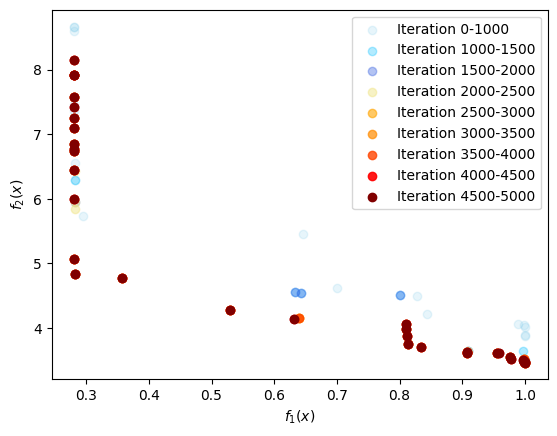 Iteration 0-1000
Iteration 1000-1500
Iteration 1500-2000
Iteration 2000-2500
Iteration 2500-3000
Iteration 3000-3500
Iteration 3500-4000
Iteration 4000-4500
Iteration 4500-5000
8
7
6
5
4
f₂(x)
0.3 0.4 0.5 0.6 0.7 0.8 0.9 1.0
f₁(x)